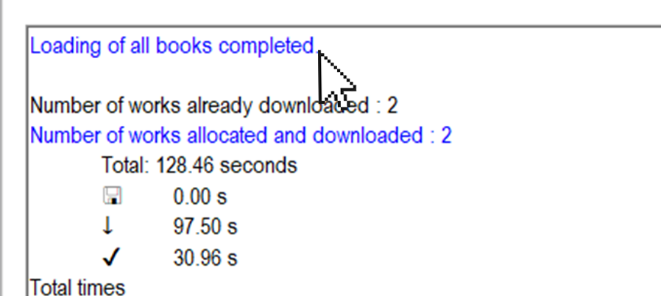 Loading of all books completed.
Number of works already downloaded : 2
Number of works allocated and downloaded : 2
Total: 128.46 seconds
0.00 s
↓ 97.50 s
✓ 30.96 s
Total times